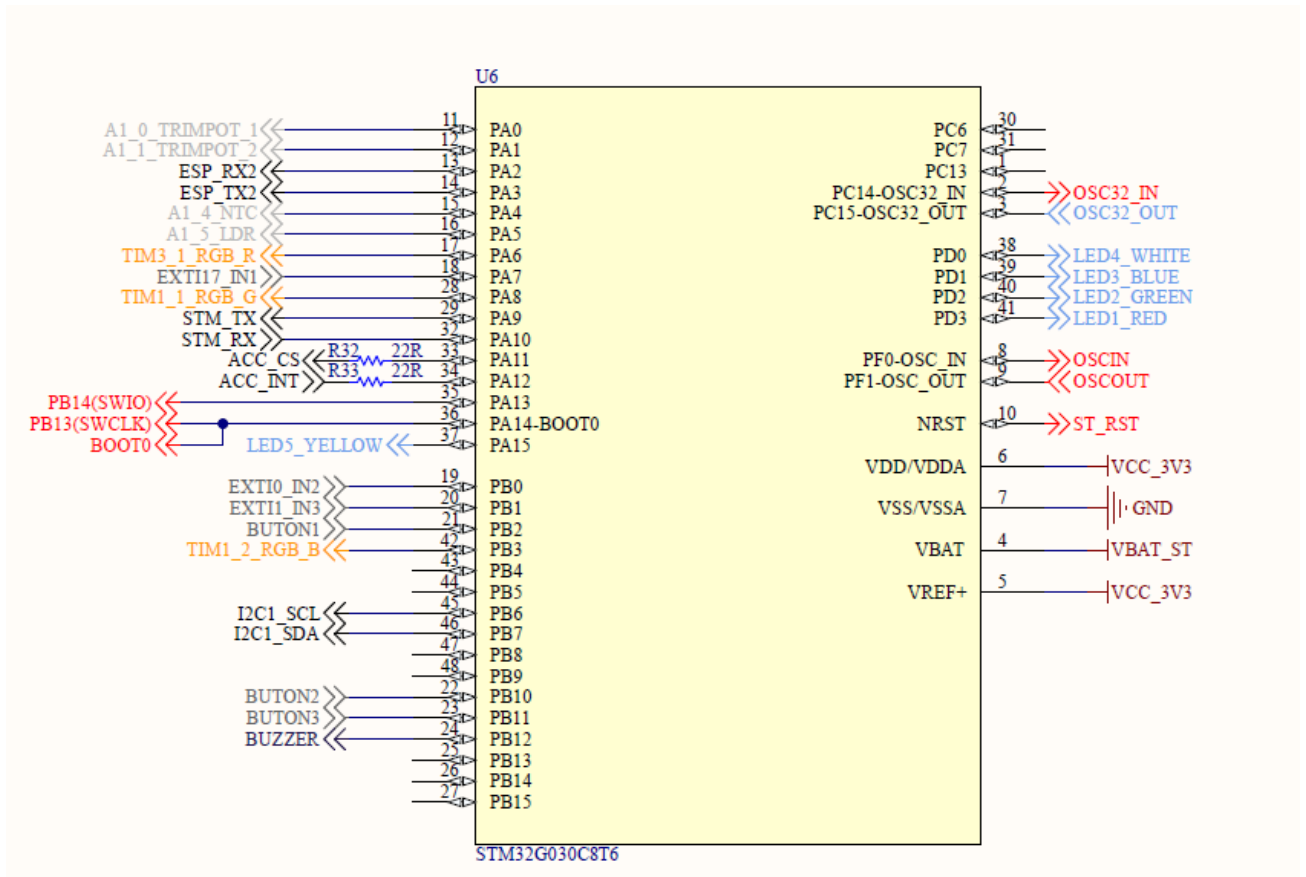 U6
A1_0_TRIMPOT_1 11 PA0
A1_1_TRIMPOT_2 12 PA1
ESP_RX2 13 PA2
ESP_TX2 14 PA3
A1_4_NTC 15 PA4
A1_5_LDR 16 PA5
TIM3_1_RGB_R 17 PA6
EXTI17_IN1 18 PA7
TIM1_1_RGB_G 28 PA8
STM_TX 29 PA9
STM_RX 32 PA10
ACC_CS R32 22R 33 PA11
ACC_INT R33 22R 34 PA12
PB14(SWIO) 35 PA13
PB13(SWCLK) 36 PA14-BOOT0
BOOT0
LED5_YELLOW 37 PA15
EXTI0_IN2 19 PB0
EXTI1_IN3 20 PB1
BUTON1 21 PB2
TIM1_2_RGB_B 42 PB3
43 PB4
44 PB5
I2C1_SCL 45 PB6
I2C1_SDA 46 PB7
47 PB8
48 PB9
BUTON2 22 PB10
BUTON3 23 PB11
BUZZER 24 PB12
25 PB13
26 PB14
27 PB15
PC6 30
PC7 31
PC13 1
PC14-OSC32_IN 2 OSC32_IN
PC15-OSC32_OUT 3 OSC32_OUT
PD0 38 LED4_WHITE
PD1 39 LED3_BLUE
PD2 40 LED2_GREEN
PD3 41 LED1_RED
PF0-OSC_IN 8 OSCIN
PF1-OSC_OUT 9 OSCOUT
NRST 10 ST_RST
VDD/VDDA 6 VCC_3V3
VSS/VSSA 7 GND
VBAT 4 VBAT_ST
VREF+ 5 VCC_3V3
STM32G030C8T6